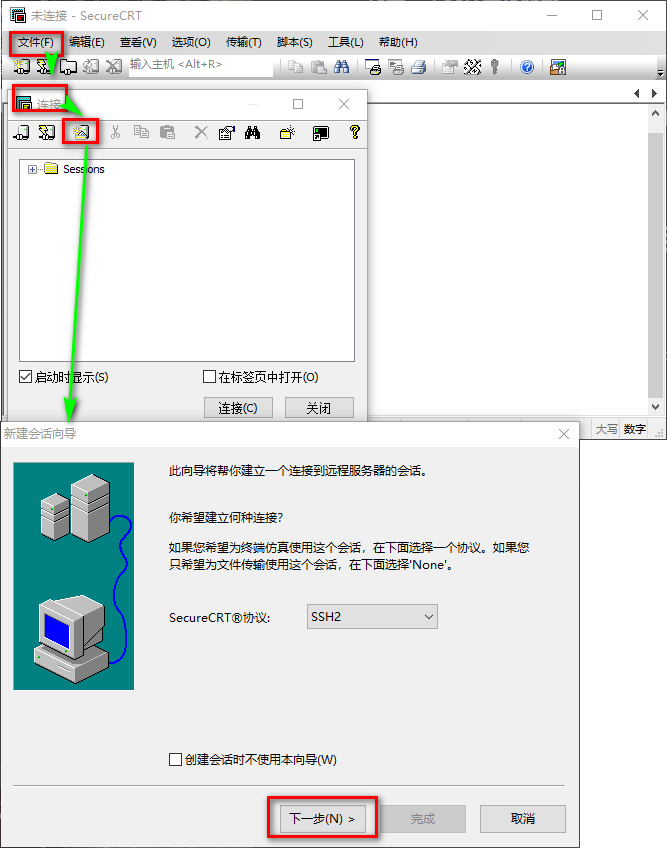 未连接 - SecureCRT
文件(F) 编辑(E) 查看(V) 选项(O) 传输(T) 脚本(S) 工具(L) 帮助(H)
输入主机 <Alt+R>
连接
Sessions
启动时显示(S) 在标签页中打开(O)
连接(C) 关闭
大写 数字
新建会话向导
此向导将帮你建立一个连接到远程服务器的会话。
你希望建立何种连接?
如果您希望为终端仿真使用这个会话，在下面选择一个协议。如果您
只希望为文件传输使用这个会话，在下面选择'None'。
SecureCRT®协议: SSH2
创建会话时不使用本向导(W)
下一步(N) > 完成 取消